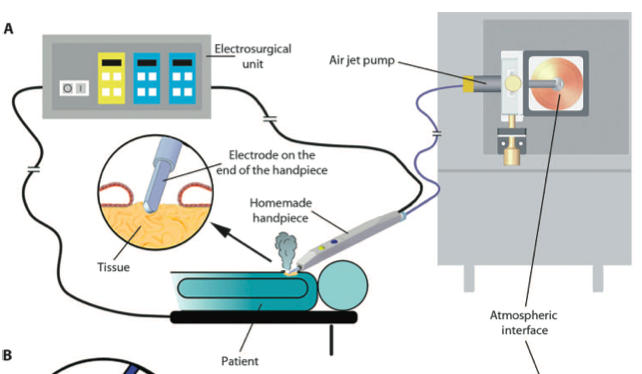 A
Electrosurgical
unit
Air jet pump
Electrode on the
end of the handpiece
Homemade
handpiece
Tissue
Atmospheric
interface
Patient
B